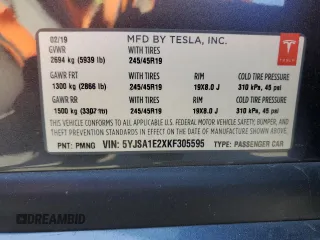 02/19 MFD BY TESLA, INC.
GVWR WITH TIRES
2694 kg (5939 lb) 245/45R19
TESLA
GAWR FRT WITH TIRES RIM COLD TIRE PRESSURE
1300 kg (2866 lb) 245/45R19 19X8.0 J 310 kPa, 45 psi
GAWR RR WITH TIRES RIM COLD TIRE PRESSURE
1500 kg (3307 lb) 245/45R19 19X8.0 J 310 kPa, 45 psi
THIS VEHICLE CONFORMS TO ALL APPLICABLE U.S. FEDERAL MOTOR VEHICLE SAFETY, BUMPER, AND
THEFT PREVENTION STANDARDS IN EFFECT ON THE DATE OF MANUFACTURE SHOWN ABOVE.
PNT: PMNG VIN: 5YJSA1E2XKF305595 TYPE: PASSENGER CAR
DREAMBID
dreambid.com